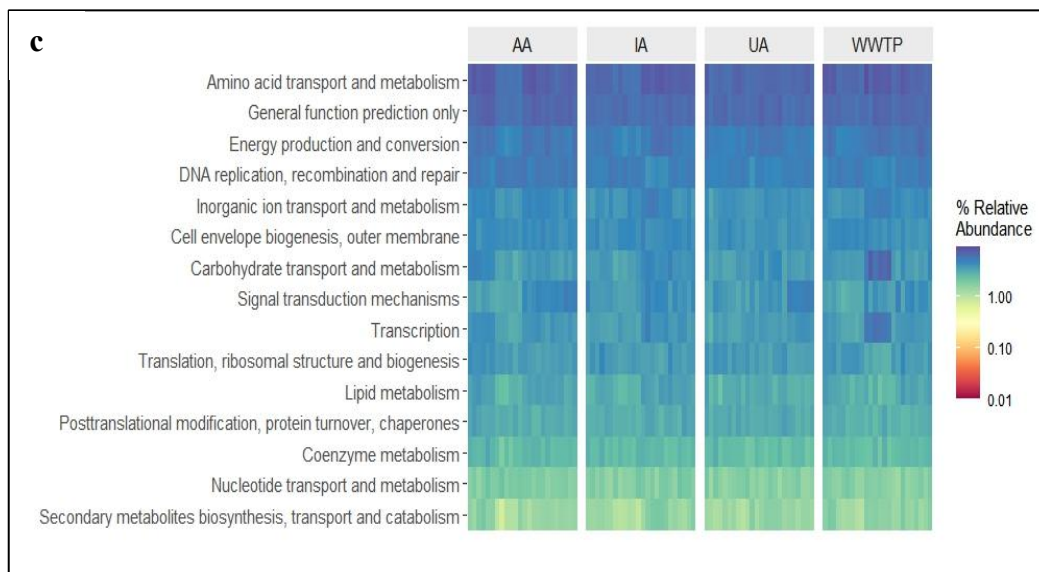 c
AA IA UA WWTP
Amino acid transport and metabolism
General function prediction only
Energy production and conversion
DNA replication, recombination and repair
Inorganic ion transport and metabolism
Cell envelope biogenesis, outer membrane
Carbohydrate transport and metabolism
Signal transduction mechanisms
Transcription
Translation, ribosomal structure and biogenesis
Lipid metabolism
Posttranslational modification, protein turnover, chaperones
Coenzyme metabolism
Nucleotide transport and metabolism
Secondary metabolites biosynthesis, transport and catabolism
% Relative
Abundance
1.00
0.10
0.01